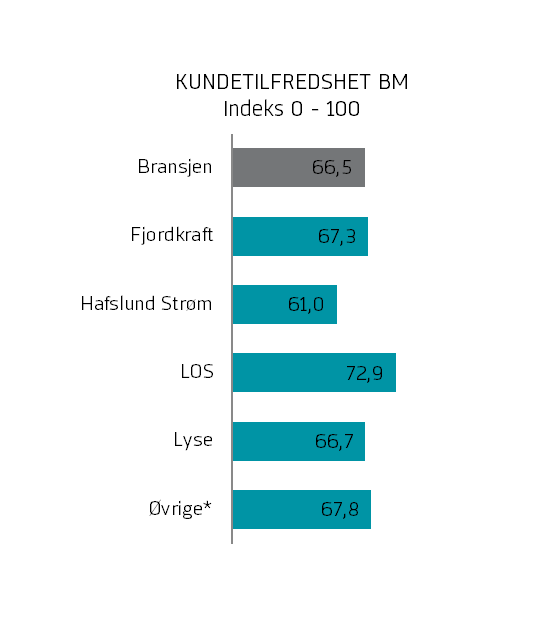 KUNDETILFREDSHET BM
Indeks 0 - 100
Bransjen 66,5
Fjordkraft 67,3
Hafslund Strøm 61,0
LOS 72,9
Lyse 66,7
Øvrige* 67,8